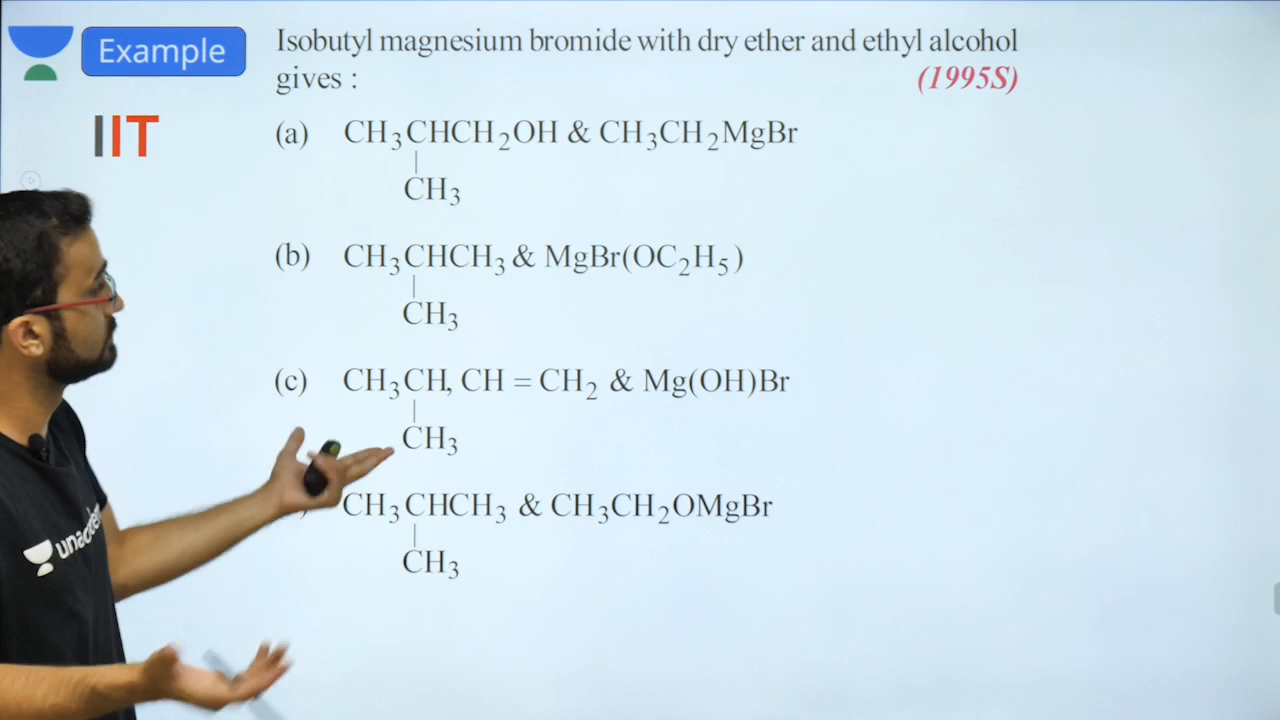 Example
Isobutyl magnesium bromide with dry ether and ethyl alcohol
gives :
(1995S)
IIT
(a) CH₃CHCH₂OH & CH₃CH₂MgBr
|
CH₃
(b) CH₃CHCH₃ & MgBr(OC₂H₅)
|
CH₃
(c) CH₃CH, CH = CH₂ & Mg(OH)Br
|
CH₃
CH₃CHCH₃ & CH₃CH₂OMgBr
|
CH₃